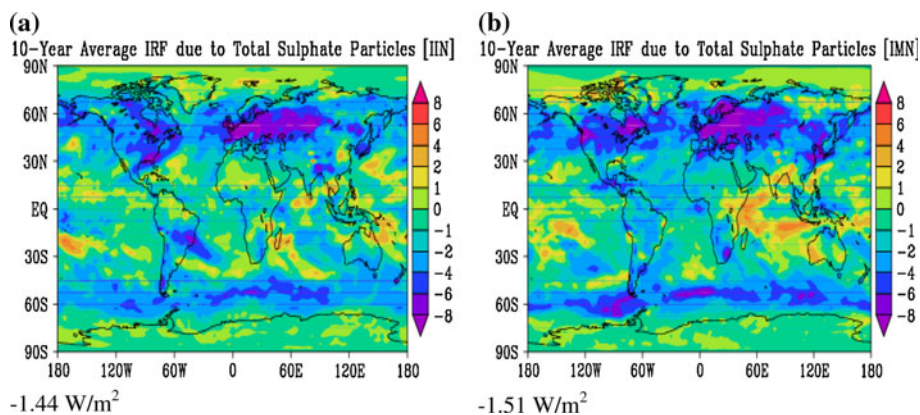 (a)
10-Year Average IRF due to Total Sulphate Particles [IIN]
90N
60N
30N
EQ
30S
60S
90S
180 120W 60W 0 60E 120E 180
8
6
4
2
1
0
-1
-2
-4
-6
-8
-1.44 W/m²
(b)
10-Year Average IRF due to Total Sulphate Particles [IMN]
90N
60N
30N
EQ
30S
60S
90S
180 120W 60W 0 60E 120E 180
8
6
4
2
1
0
-1
-2
-4
-6
-8
-1.51 W/m²